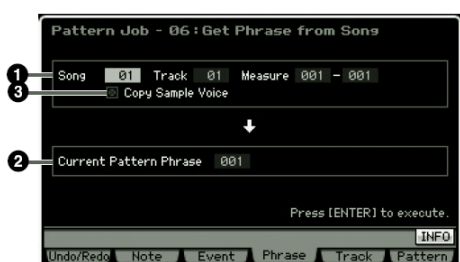 Pattern Job - 06:Get Phrase from Song
1 Song 01 Track 01 Measure 001 - 001
3 Copy Sample Voice
2 Current Pattern Phrase 001
Press [ENTER] to execute.
INFO
Undo/Redo Note Event Phrase Track Pattern